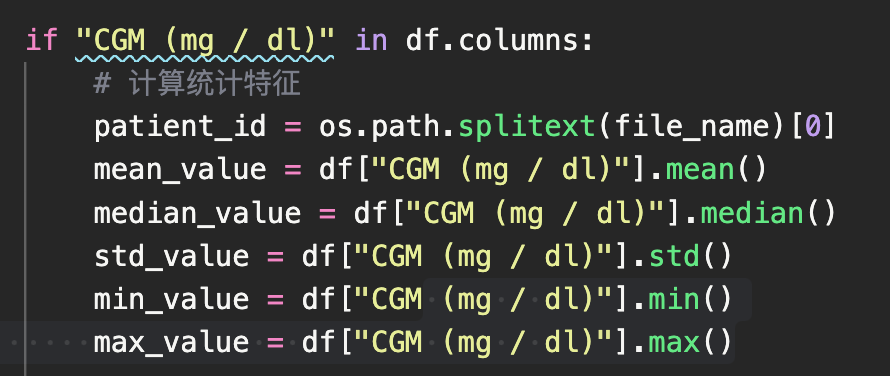 if "CGM (mg / dl)" in df.columns:
# 计算统计特征
patient_id = os.path.splitext(file_name)[0]
mean_value = df["CGM (mg / dl)"].mean()
median_value = df["CGM (mg / dl)"].median()
std_value = df["CGM (mg / dl)"].std()
min_value = df["CGM (mg / dl)"].min()
max_value = df["CGM (mg / dl)"].max()